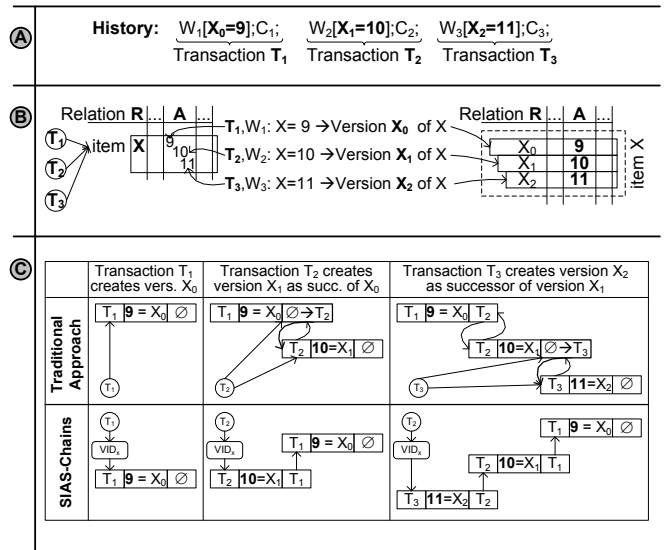 A
History: W1[X0=9];C1; W2[X1=10];C2; W3[X2=11];C3;
Transaction T1 Transaction T2 Transaction T3
B
Relation R ... A ...
T1
T2
T3
item X
9
10
11
T1,W1: X= 9 →Version X0 of X
T2,W2: X=10 →Version X1 of X
T3,W3: X=11 →Version X2 of X
Relation R ... A ...
X0 9
X1 10
X2 11
item X
C
Transaction T1
creates vers. X0
Transaction T2 creates
version X1 as succ. of X0
Transaction T3 creates version X2
as successor of version X1
Traditional
Approach
T1 9 = X0 ∅
T1
T1 9 = X0 ∅→T2
T2 10=X1 ∅
T2
T1 9 = X0 T2
T2 10=X1 ∅→T3
T3 11=X2 ∅
T3
SIAS-Chains
T1
VIDx
T1 9 = X0 ∅
T2
VIDx
T1 9 = X0 ∅
T2 10=X1 T1
T2
VIDx
T1 9 = X0 ∅
T2 10=X1 T1
T3 11=X2 T2